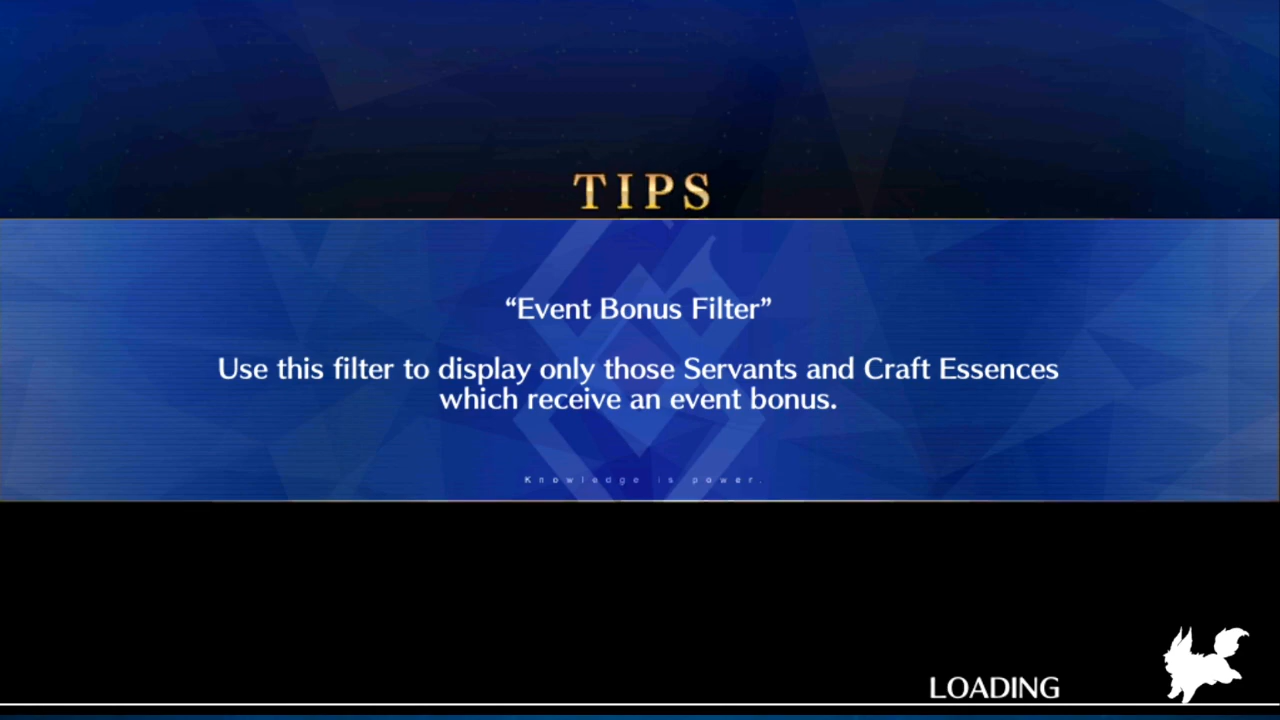 TIPS
“Event Bonus Filter”
Use this filter to display only those Servants and Craft Essences
which receive an event bonus.
Knowledge is power.
LOADING